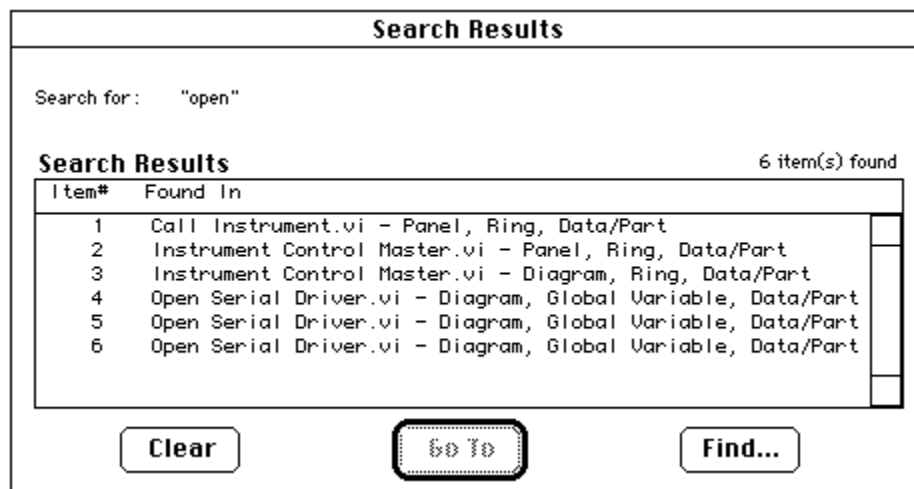 Search Results
Search for: "open"
Search Results 6 item(s) found
Item# Found In
1 Call Instrument.vi - Panel, Ring, Data/Part
2 Instrument Control Master.vi - Panel, Ring, Data/Part
3 Instrument Control Master.vi - Diagram, Ring, Data/Part
4 Open Serial Driver.vi - Diagram, Global Variable, Data/Part
5 Open Serial Driver.vi - Diagram, Global Variable, Data/Part
6 Open Serial Driver.vi - Diagram, Global Variable, Data/Part
Clear Go To Find...